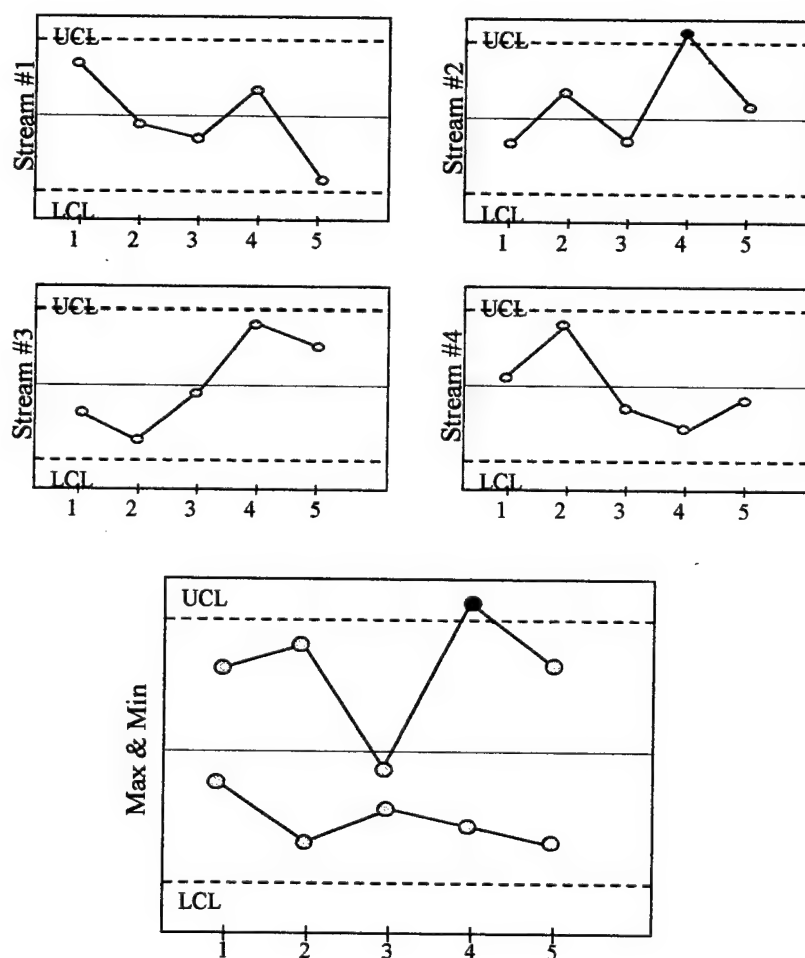 UCL
Stream #1
LCL
1 2 3 4 5
UCL
Stream #2
LCL
1 2 3 4 5
UCL
Stream #3
LCL
1 2 3 4 5
UCL
Stream #4
LCL
1 2 3 4 5
UCL
Max & Min
LCL
1 2 3 4 5